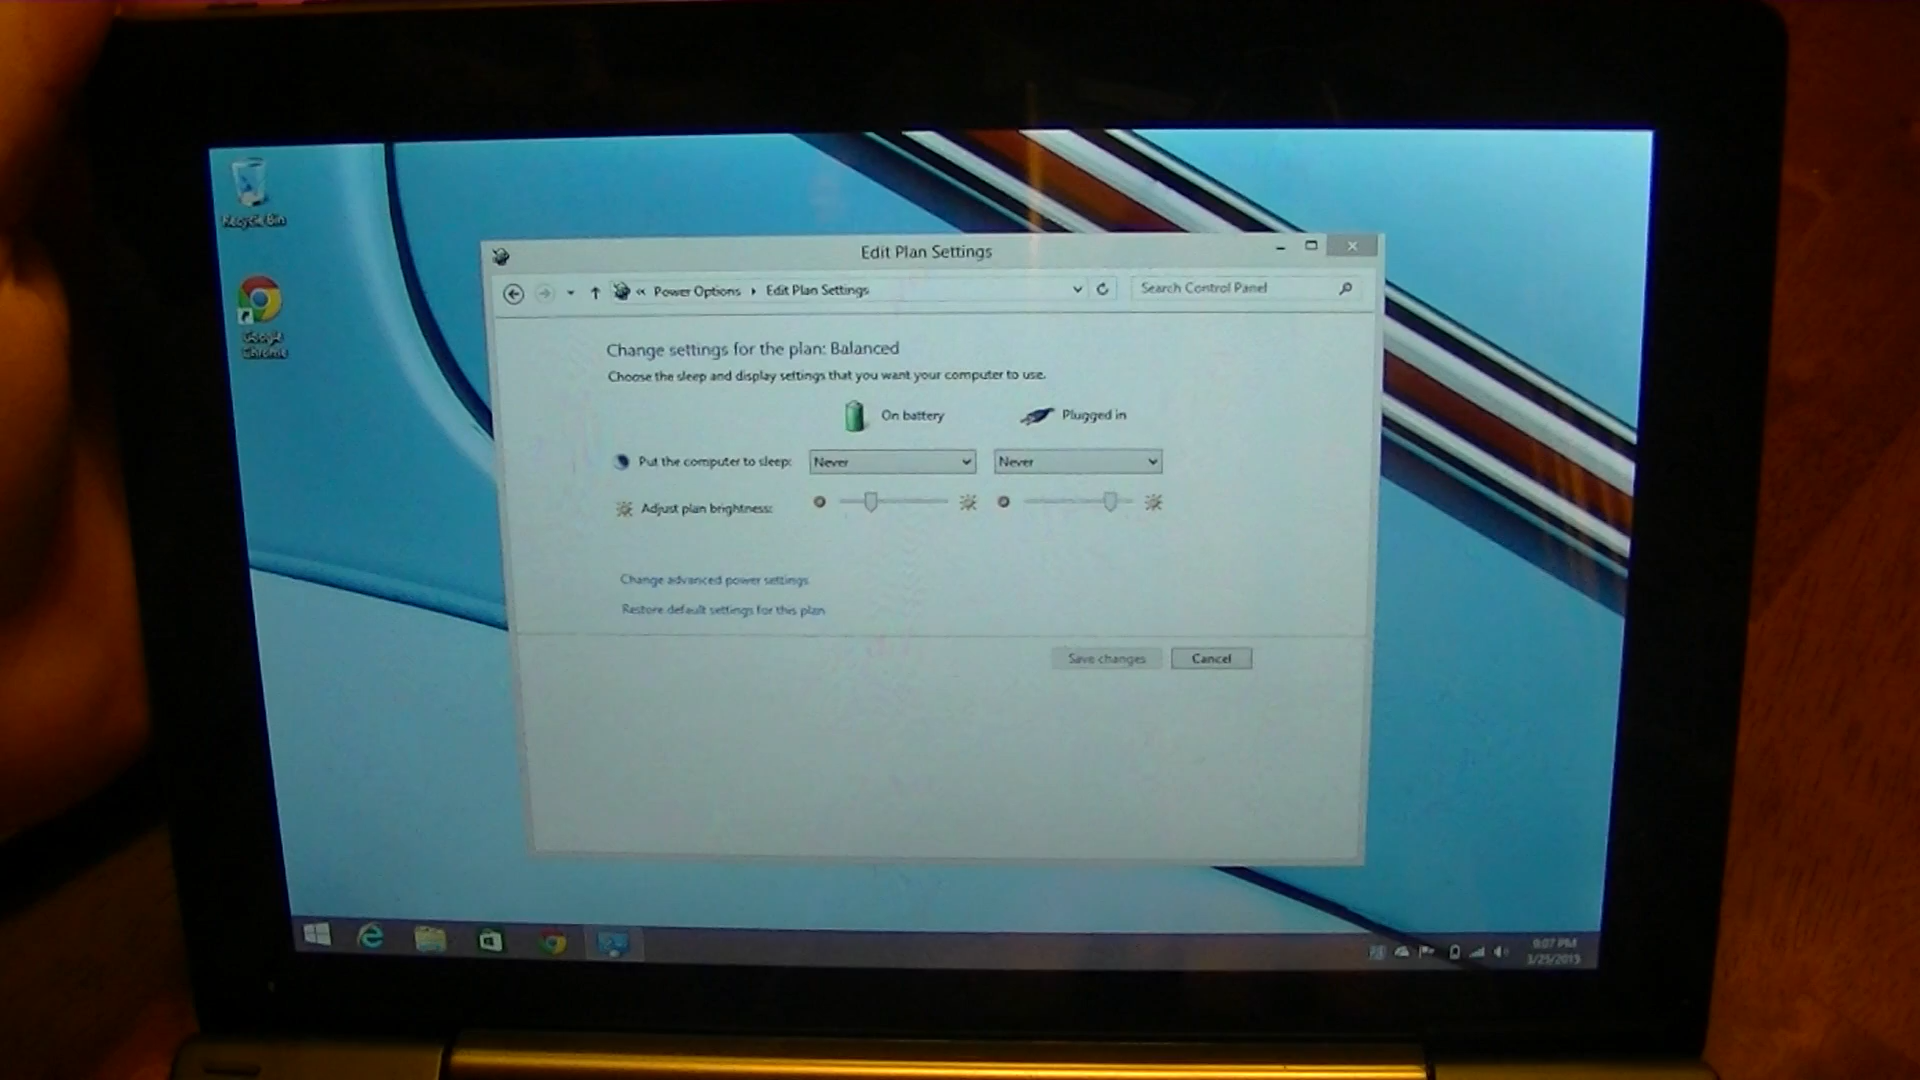 Recycle Bin
Google
Chrome
Edit Plan Settings
« Power Options › Edit Plan Settings
Search Control Panel
Change settings for the plan: Balanced
Choose the sleep and display settings that you want your computer to use.
On battery
Plugged in
Put the computer to sleep:
Never
Never
Adjust plan brightness:
Change advanced power settings
Restore default settings for this plan
Save changes
Cancel
9:07 PM
3/25/2015